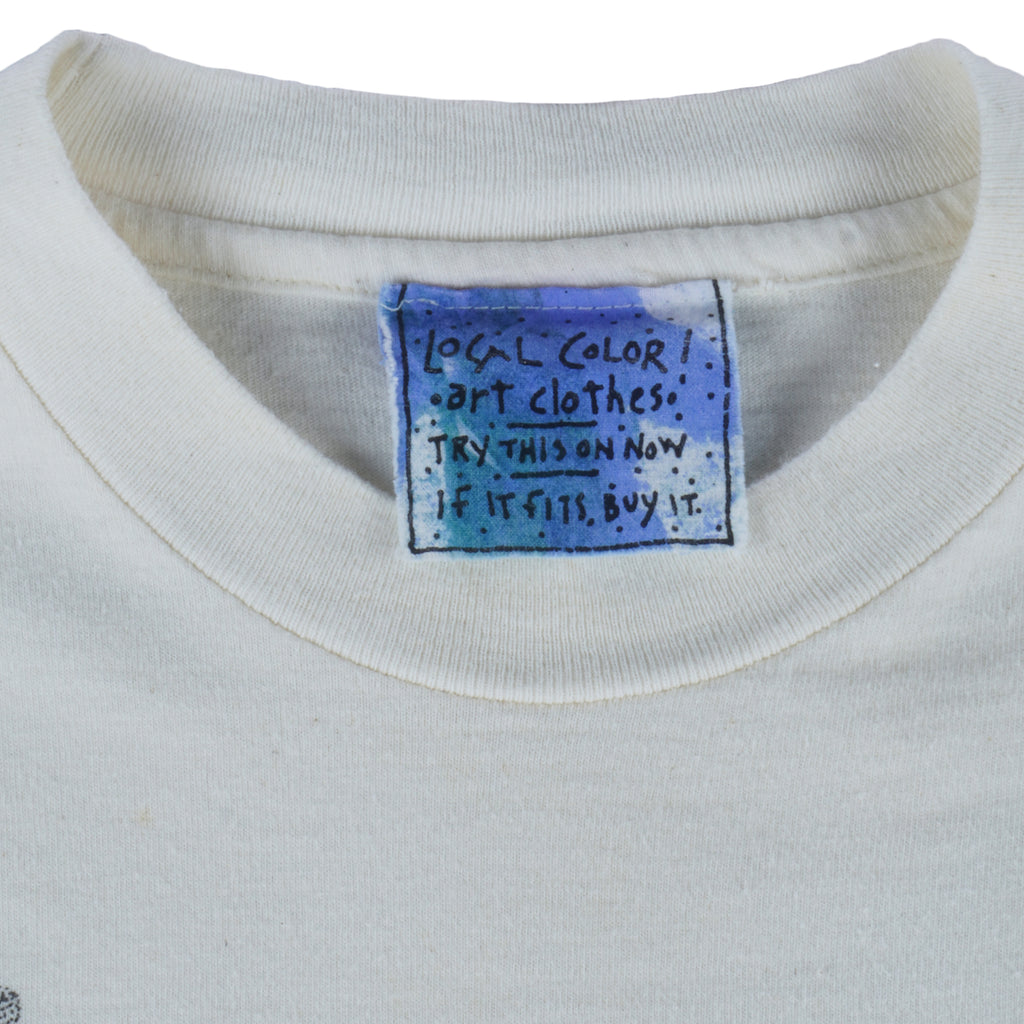 LOCAL COLOR!
•art clothes•!
TRY THIS ON NOW
IF IT FITS, BUY IT.